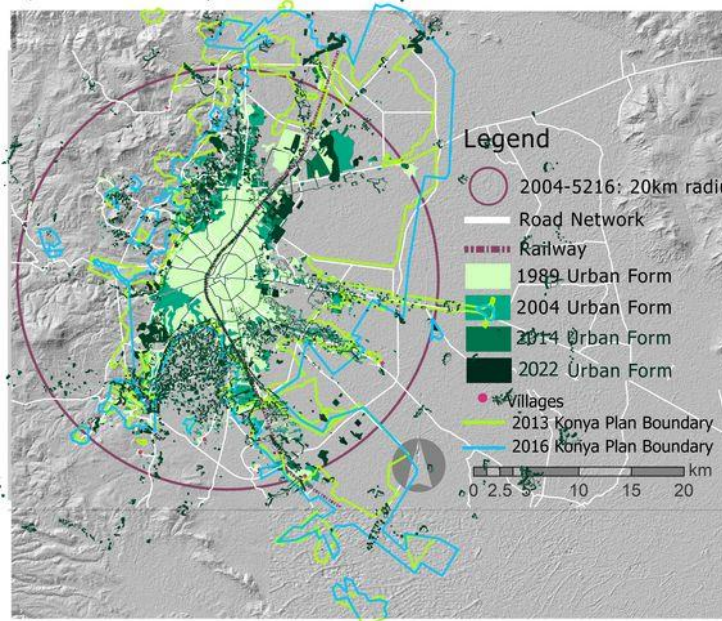 Legend
2004-5216: 20km radi
Road Network
Railway
1989 Urban Form
2004 Urban Form
2014 Urban Form
2022 Urban Form
Villages
2013 Konya Plan Boundary
2016 Konya Plan Boundary
km
0 2.5 5 10 15 20